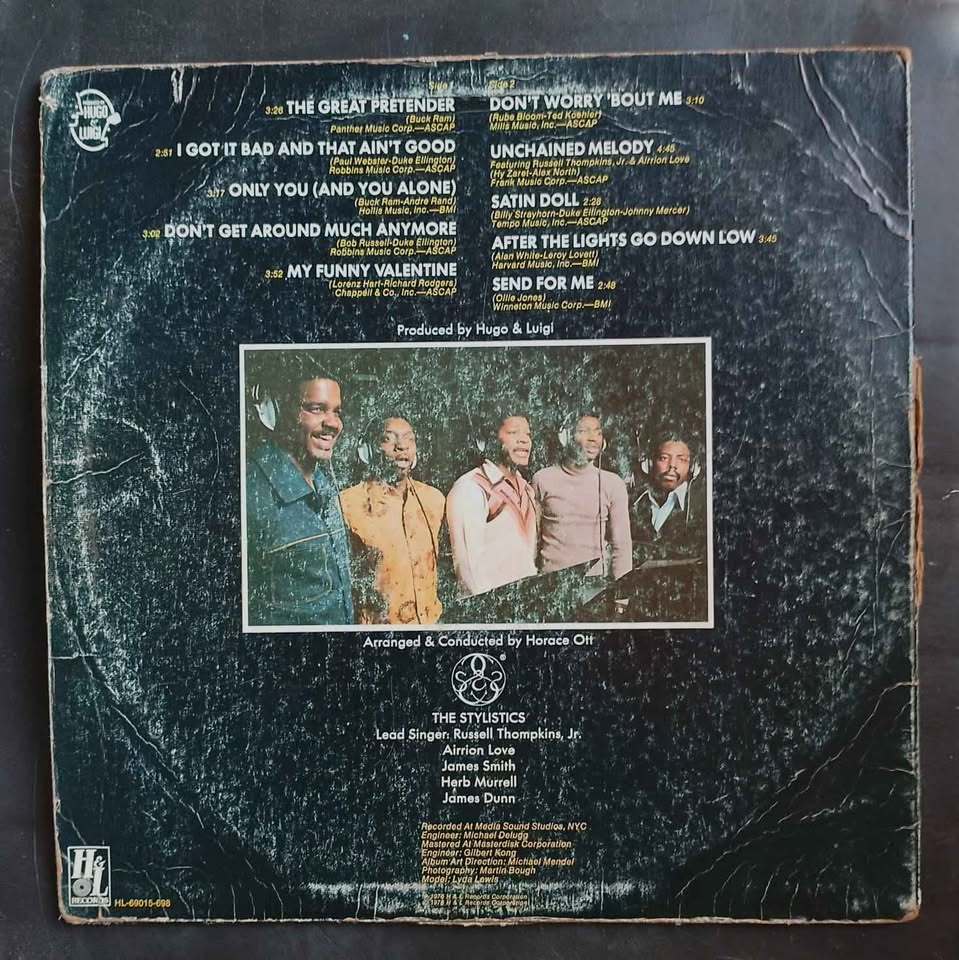 PRODUCED BY
HUGO
&
LUIGI
Side 1
3:26 THE GREAT PRETENDER
(Buck Ram)
Panther Music Corp.—ASCAP
2:51 I GOT IT BAD AND THAT AIN'T GOOD
(Paul Webster-Duke Ellington)
Robbins Music Corp.—ASCAP
3:17 ONLY YOU (AND YOU ALONE)
(Buck Ram-Andre Rand)
Hollis Music, Inc.—BMI
3:02 DON'T GET AROUND MUCH ANYMORE
(Bob Russell-Duke Ellington)
Robbins Music Corp.—ASCAP
3:52 MY FUNNY VALENTINE
(Lorenz Hart-Richard Rodgers)
Chappell & Co., Inc.—ASCAP
Side 2
DON'T WORRY 'BOUT ME 3:10
(Rube Bloom-Ted Koehler)
Mills Music, Inc.—ASCAP
UNCHAINED MELODY 4:45
Featuring Russell Thompkins, Jr. & Airrion Love
(Hy Zaret-Alex North)
Frank Music Corp.—ASCAP
SATIN DOLL 2:28
(Billy Strayhorn-Duke Ellington-Johnny Mercer)
Tempo Music, Inc.—ASCAP
AFTER THE LIGHTS GO DOWN LOW 3:45
(Alan White-Leroy Lovett)
Harvard Music, Inc.—BMI
SEND FOR ME 2:48
(Ollie Jones)
Winneton Music Corp.—BMI
Produced by Hugo & Luigi
Arranged & Conducted by Horace Ott
®
THE STYLISTICS
Lead Singer: Russell Thompkins, Jr.
Airrion Love
James Smith
Herb Murrell
James Dunn
Recorded At Media Sound Studios, NYC
Engineer: Michael Delugg
Mastered At Masterdisk Corporation
Engineer: Gilbert Kong
Album Art Direction: Michael Mendel
Photography: Martin Bough
Model: Lyda Lewis
1976 H & L Records Corporation
1976 H & L Records Corporation
H&L
RECORDS
HL-69015-698